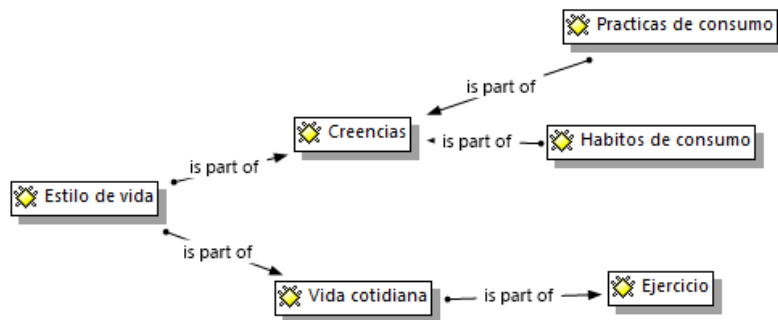 Practicas de consumo
is part of
Creencias
is part of
Habitos de consumo
is part of
Estilo de vida
is part of
Vida cotidiana
is part of
Ejercicio